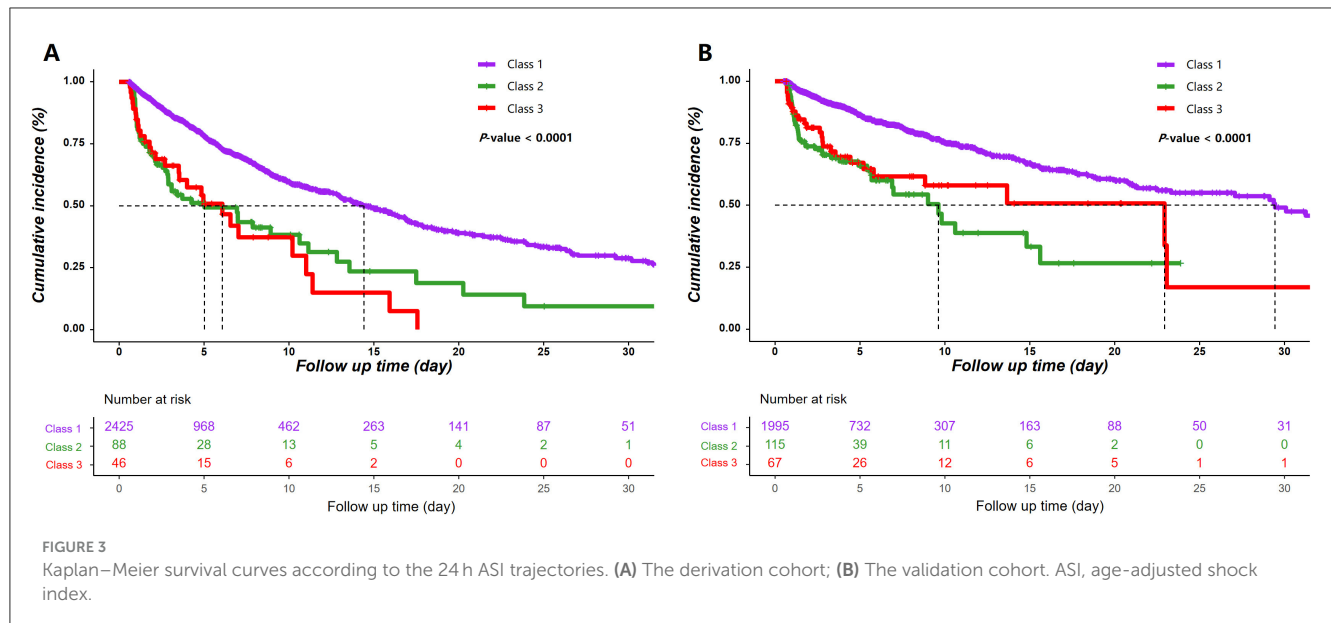 A
Class 1
Class 2
Class 3
P-value < 0.0001
Cumulative incidence (%)
1.00
0.75
0.50
0.25
0.00
0 5 10 15 20 25 30
Follow up time (day)
Number at risk
Class 1 2425 968 462 263 141 87 51
Class 2 88 28 13 5 4 2 1
Class 3 46 15 6 2 0 0 0
0 5 10 15 20 25 30
Follow up time (day)
B
Class 1
Class 2
Class 3
P-value < 0.0001
Cumulative incidence (%)
1.00
0.75
0.50
0.25
0.00
0 5 10 15 20 25 30
Follow up time (day)
Number at risk
Class 1 1995 732 307 163 88 50 31
Class 2 115 39 11 6 2 0 0
Class 3 67 26 12 6 5 1 1
0 5 10 15 20 25 30
Follow up time (day)
FIGURE 3
Kaplan–Meier survival curves according to the 24 h ASI trajectories. (A) The derivation cohort; (B) The validation cohort. ASI, age-adjusted shock
index.